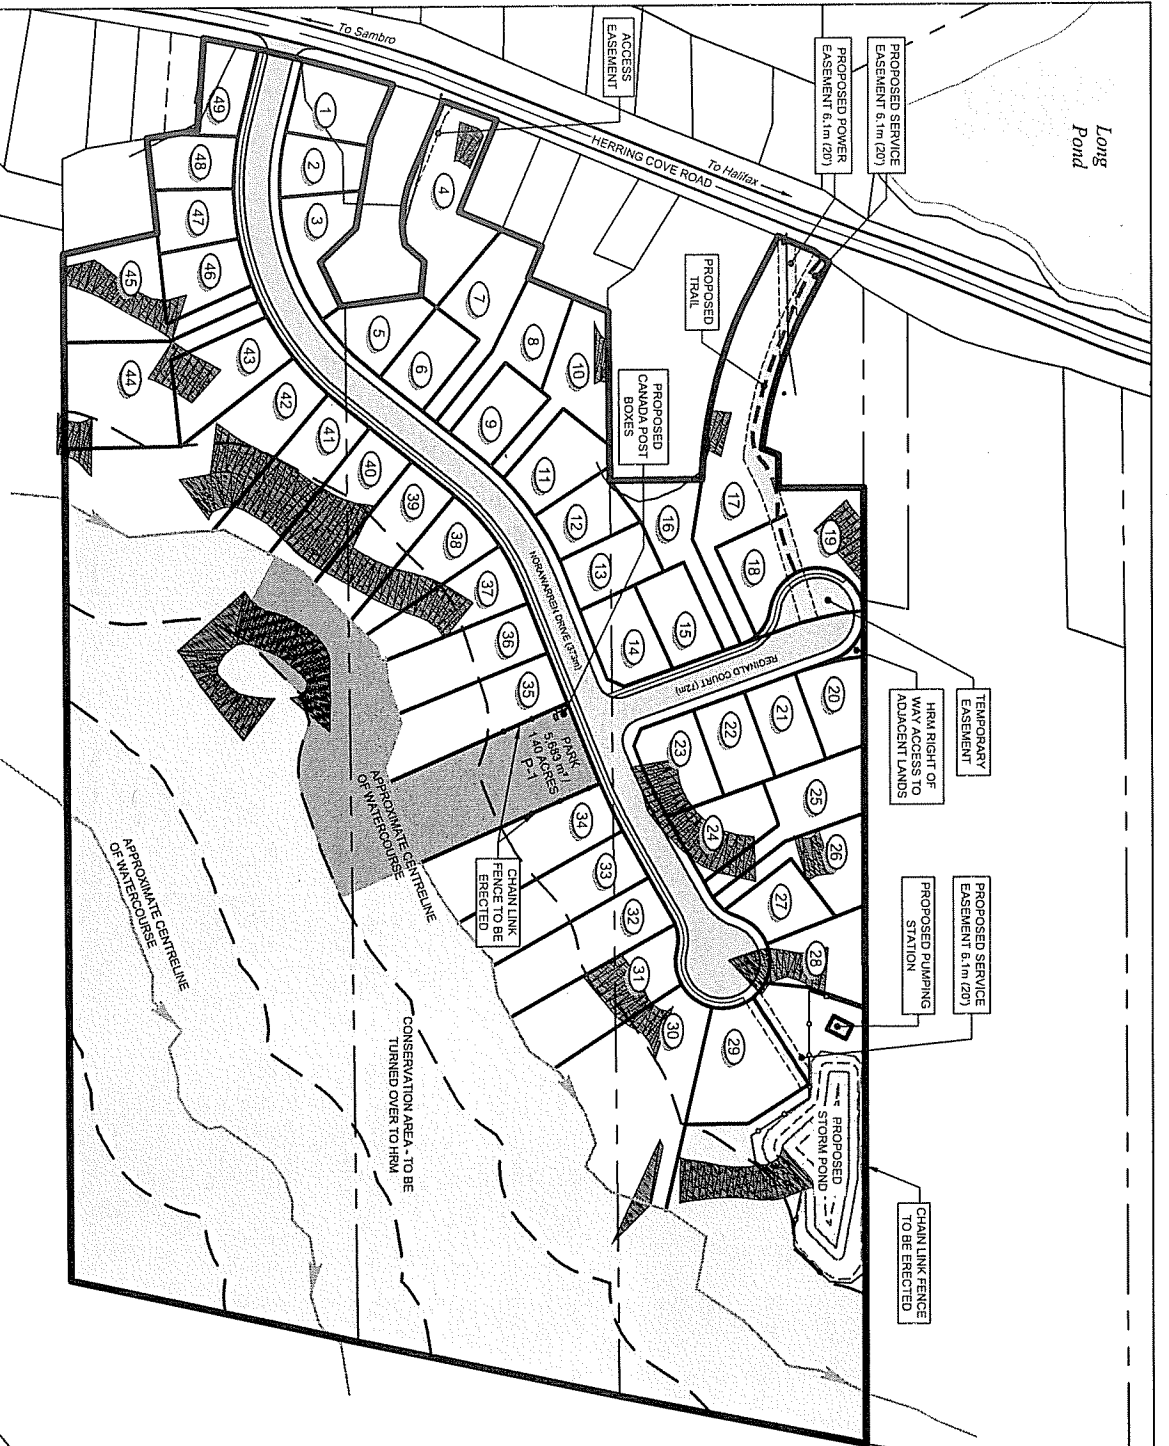 Long
Pond
To Sambro
HERRING COVE ROAD
To Halifax
ACCESS
EASEMENT
PROPOSED POWER
EASEMENT 6.1m (20')
PROPOSED SERVICE
EASEMENT 6.1m (20')
PROPOSED
TRAIL
PROPOSED
CANADA POST
BOXES
TEMPORARY
EASEMENT
HRM RIGHT OF
WAY ACCESS TO
ADJACENT LANDS
PROPOSED SERVICE
EASEMENT 6.1m (20')
PROPOSED PUMPING
STATION
CHAIN LINK FENCE
TO BE ERECTED
PROPOSED
STORM POND
NORAWARREN DRIVE (373m)
REGINALD COURT (72m)
PARK
5,683 m² /
1.40 ACRES
P-1
CHAIN LINK
FENCE TO BE
ERECTED
APPROXIMATE CENTRELINE
OF WATERCOURSE
APPROXIMATE CENTRELINE
OF WATERCOURSE
CONSERVATION AREA - TO BE
TURNED OVER TO HRM
1
2
3
4
5
6
7
8
9
10
11
12
13
14
15
16
17
18
19
20
21
22
23
24
25
26
27
28
29
30
31
32
33
34
35
36
37
38
39
40
41
42
43
44
45
46
47
48
49